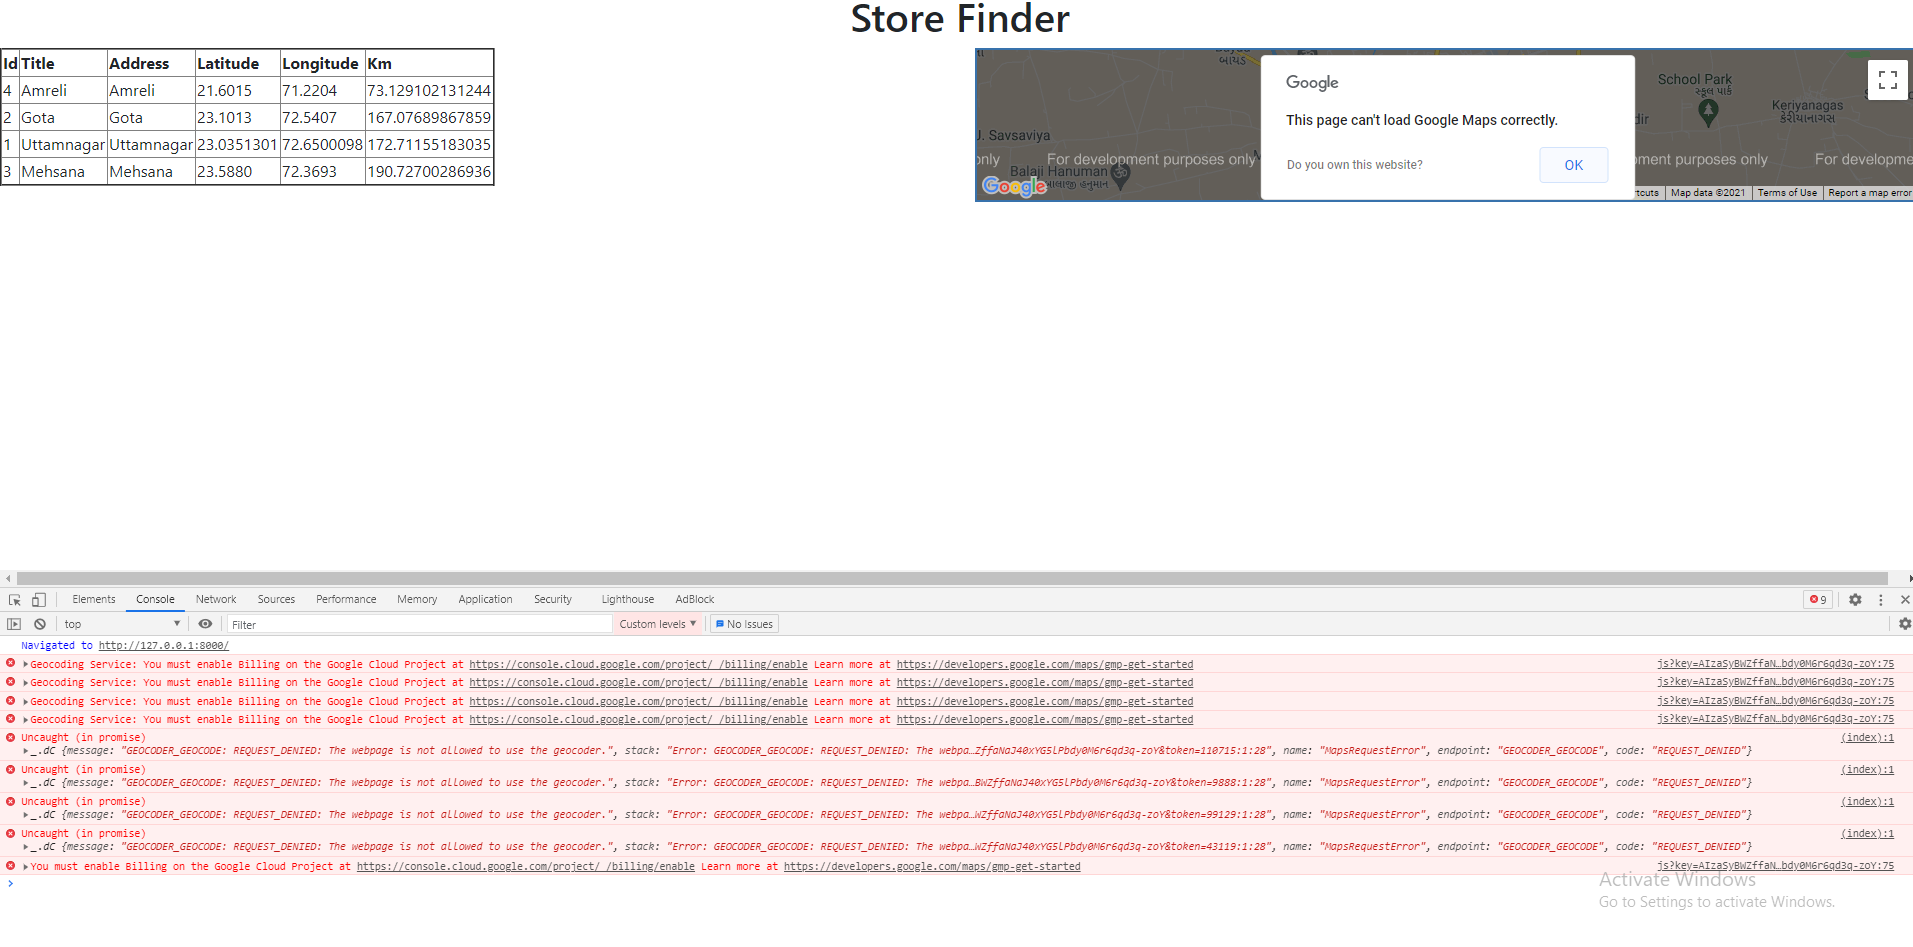 Store Finder
Id Title Address Latitude Longitude Km
4 Amreli Amreli 21.6015 71.2204 73.129102131244
2 Gota Gota 23.1013 72.5407 167.07689867859
1 Uttamnagar Uttamnagar 23.0351301 72.6500098 172.71155183035
3 Mehsana Mehsana 23.5880 72.3693 190.72700286936
બાયડ
Google
This page can't load Google Maps correctly.
Do you own this website?
OK
School Park
સ્કૂલ પાર્ક
Keriyanagas
કેરીયાનાગસ
J. Savsaviya
only
For development purposes only
ment purposes only
For developme
Balaji Hanuman
બાલાજી હનુમાન
Google
rtcuts
Map data ©2021
Terms of Use
Report a map error
Elements Console Network Sources Performance Memory Application Security Lighthouse AdBlock
9
top
Filter
Custom levels
No Issues
Navigated to http://127.0.0.1:8000/
Geocoding Service: You must enable Billing on the Google Cloud Project at https://console.cloud.google.com/project/_/billing/enable Learn more at https://developers.google.com/maps/gmp-get-started js?key=AIzaSyBWZffaN…bdy0M6r6qd3q-zoY:75
Geocoding Service: You must enable Billing on the Google Cloud Project at https://console.cloud.google.com/project/_/billing/enable Learn more at https://developers.google.com/maps/gmp-get-started js?key=AIzaSyBWZffaN…bdy0M6r6qd3q-zoY:75
Geocoding Service: You must enable Billing on the Google Cloud Project at https://console.cloud.google.com/project/_/billing/enable Learn more at https://developers.google.com/maps/gmp-get-started js?key=AIzaSyBWZffaN…bdy0M6r6qd3q-zoY:75
Geocoding Service: You must enable Billing on the Google Cloud Project at https://console.cloud.google.com/project/_/billing/enable Learn more at https://developers.google.com/maps/gmp-get-started js?key=AIzaSyBWZffaN…bdy0M6r6qd3q-zoY:75
Uncaught (in promise) (index):1
_.dC {message: "GEOCODER_GEOCODE: REQUEST_DENIED: The webpage is not allowed to use the geocoder.", stack: "Error: GEOCODER_GEOCODE: REQUEST_DENIED: The webpa…ZffaNaJ40xYG5lPbdy0M6r6qd3q-zoY&token=110715:1:28", name: "MapsRequestError", endpoint: "GEOCODER_GEOCODE", code: "REQUEST_DENIED"}
Uncaught (in promise) (index):1
_.dC {message: "GEOCODER_GEOCODE: REQUEST_DENIED: The webpage is not allowed to use the geocoder.", stack: "Error: GEOCODER_GEOCODE: REQUEST_DENIED: The webpa…BWZffaNaJ40xYG5lPbdy0M6r6qd3q-zoY&token=9888:1:28", name: "MapsRequestError", endpoint: "GEOCODER_GEOCODE", code: "REQUEST_DENIED"}
Uncaught (in promise) (index):1
_.dC {message: "GEOCODER_GEOCODE: REQUEST_DENIED: The webpage is not allowed to use the geocoder.", stack: "Error: GEOCODER_GEOCODE: REQUEST_DENIED: The webpa…WZffaNaJ40xYG5lPbdy0M6r6qd3q-zoY&token=99129:1:28", name: "MapsRequestError", endpoint: "GEOCODER_GEOCODE", code: "REQUEST_DENIED"}
Uncaught (in promise) (index):1
_.dC {message: "GEOCODER_GEOCODE: REQUEST_DENIED: The webpage is not allowed to use the geocoder.", stack: "Error: GEOCODER_GEOCODE: REQUEST_DENIED: The webpa…WZffaNaJ40xYG5lPbdy0M6r6qd3q-zoY&token=43119:1:28", name: "MapsRequestError", endpoint: "GEOCODER_GEOCODE", code: "REQUEST_DENIED"}
You must enable Billing on the Google Cloud Project at https://console.cloud.google.com/project/_/billing/enable Learn more at https://developers.google.com/maps/gmp-get-started js?key=AIzaSyBWZffaN…bdy0M6r6qd3q-zoY:75
Activate Windows
Go to Settings to activate Windows.